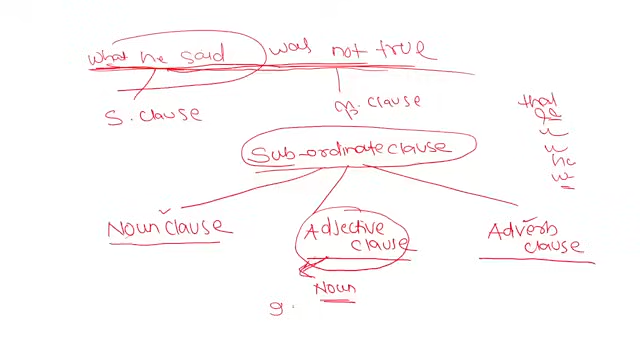 What he said was not true
S. clause
clause
that
Sub-ordinate clause
Noun clause
Adjective
clause
Adverb
clause
Noun
g.